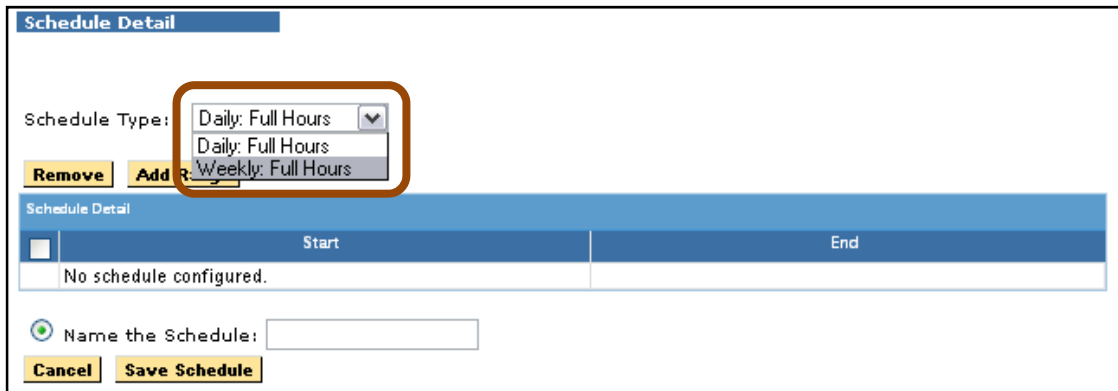 Schedule Detail
Schedule Type: Daily: Full Hours
Daily: Full Hours
Weekly: Full Hours
Remove Add
Schedule Detail
Start End
No schedule configured.
Name the Schedule:
Cancel Save Schedule